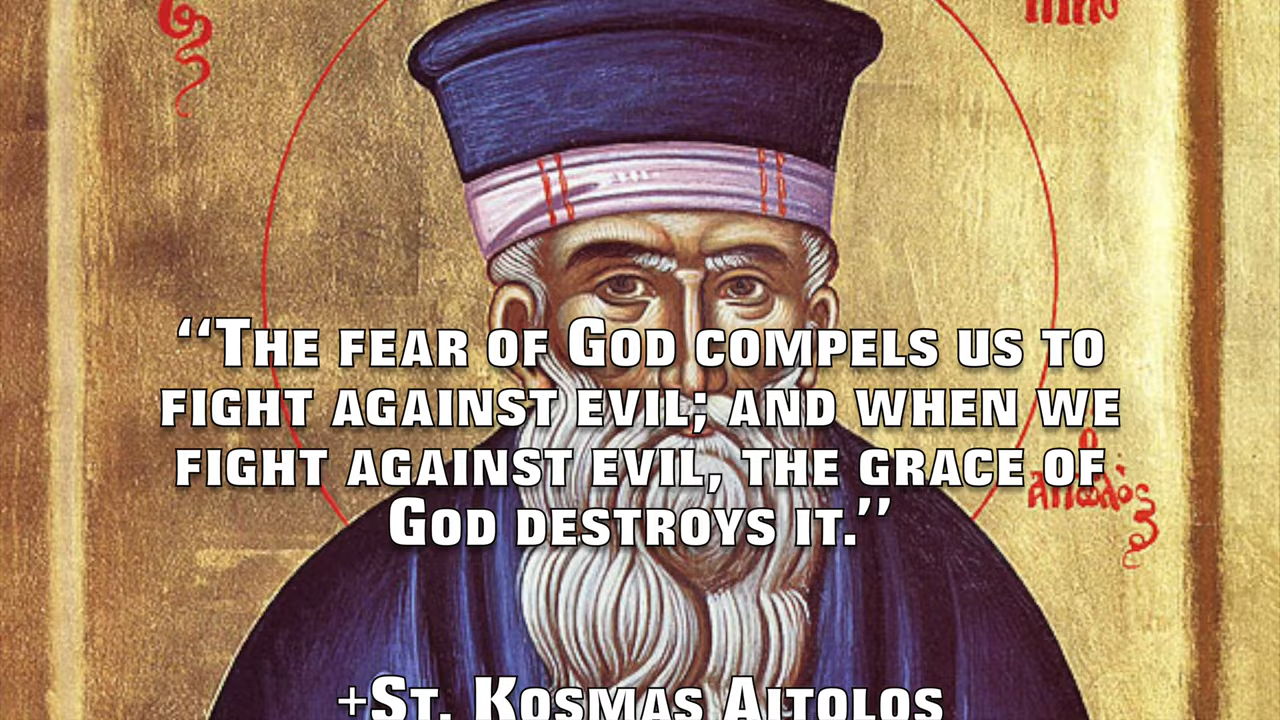 “The fear of God compels us to
fight against evil; and when we
fight against evil, the grace of
God destroys it.”
+St. Kosmas Aitolos